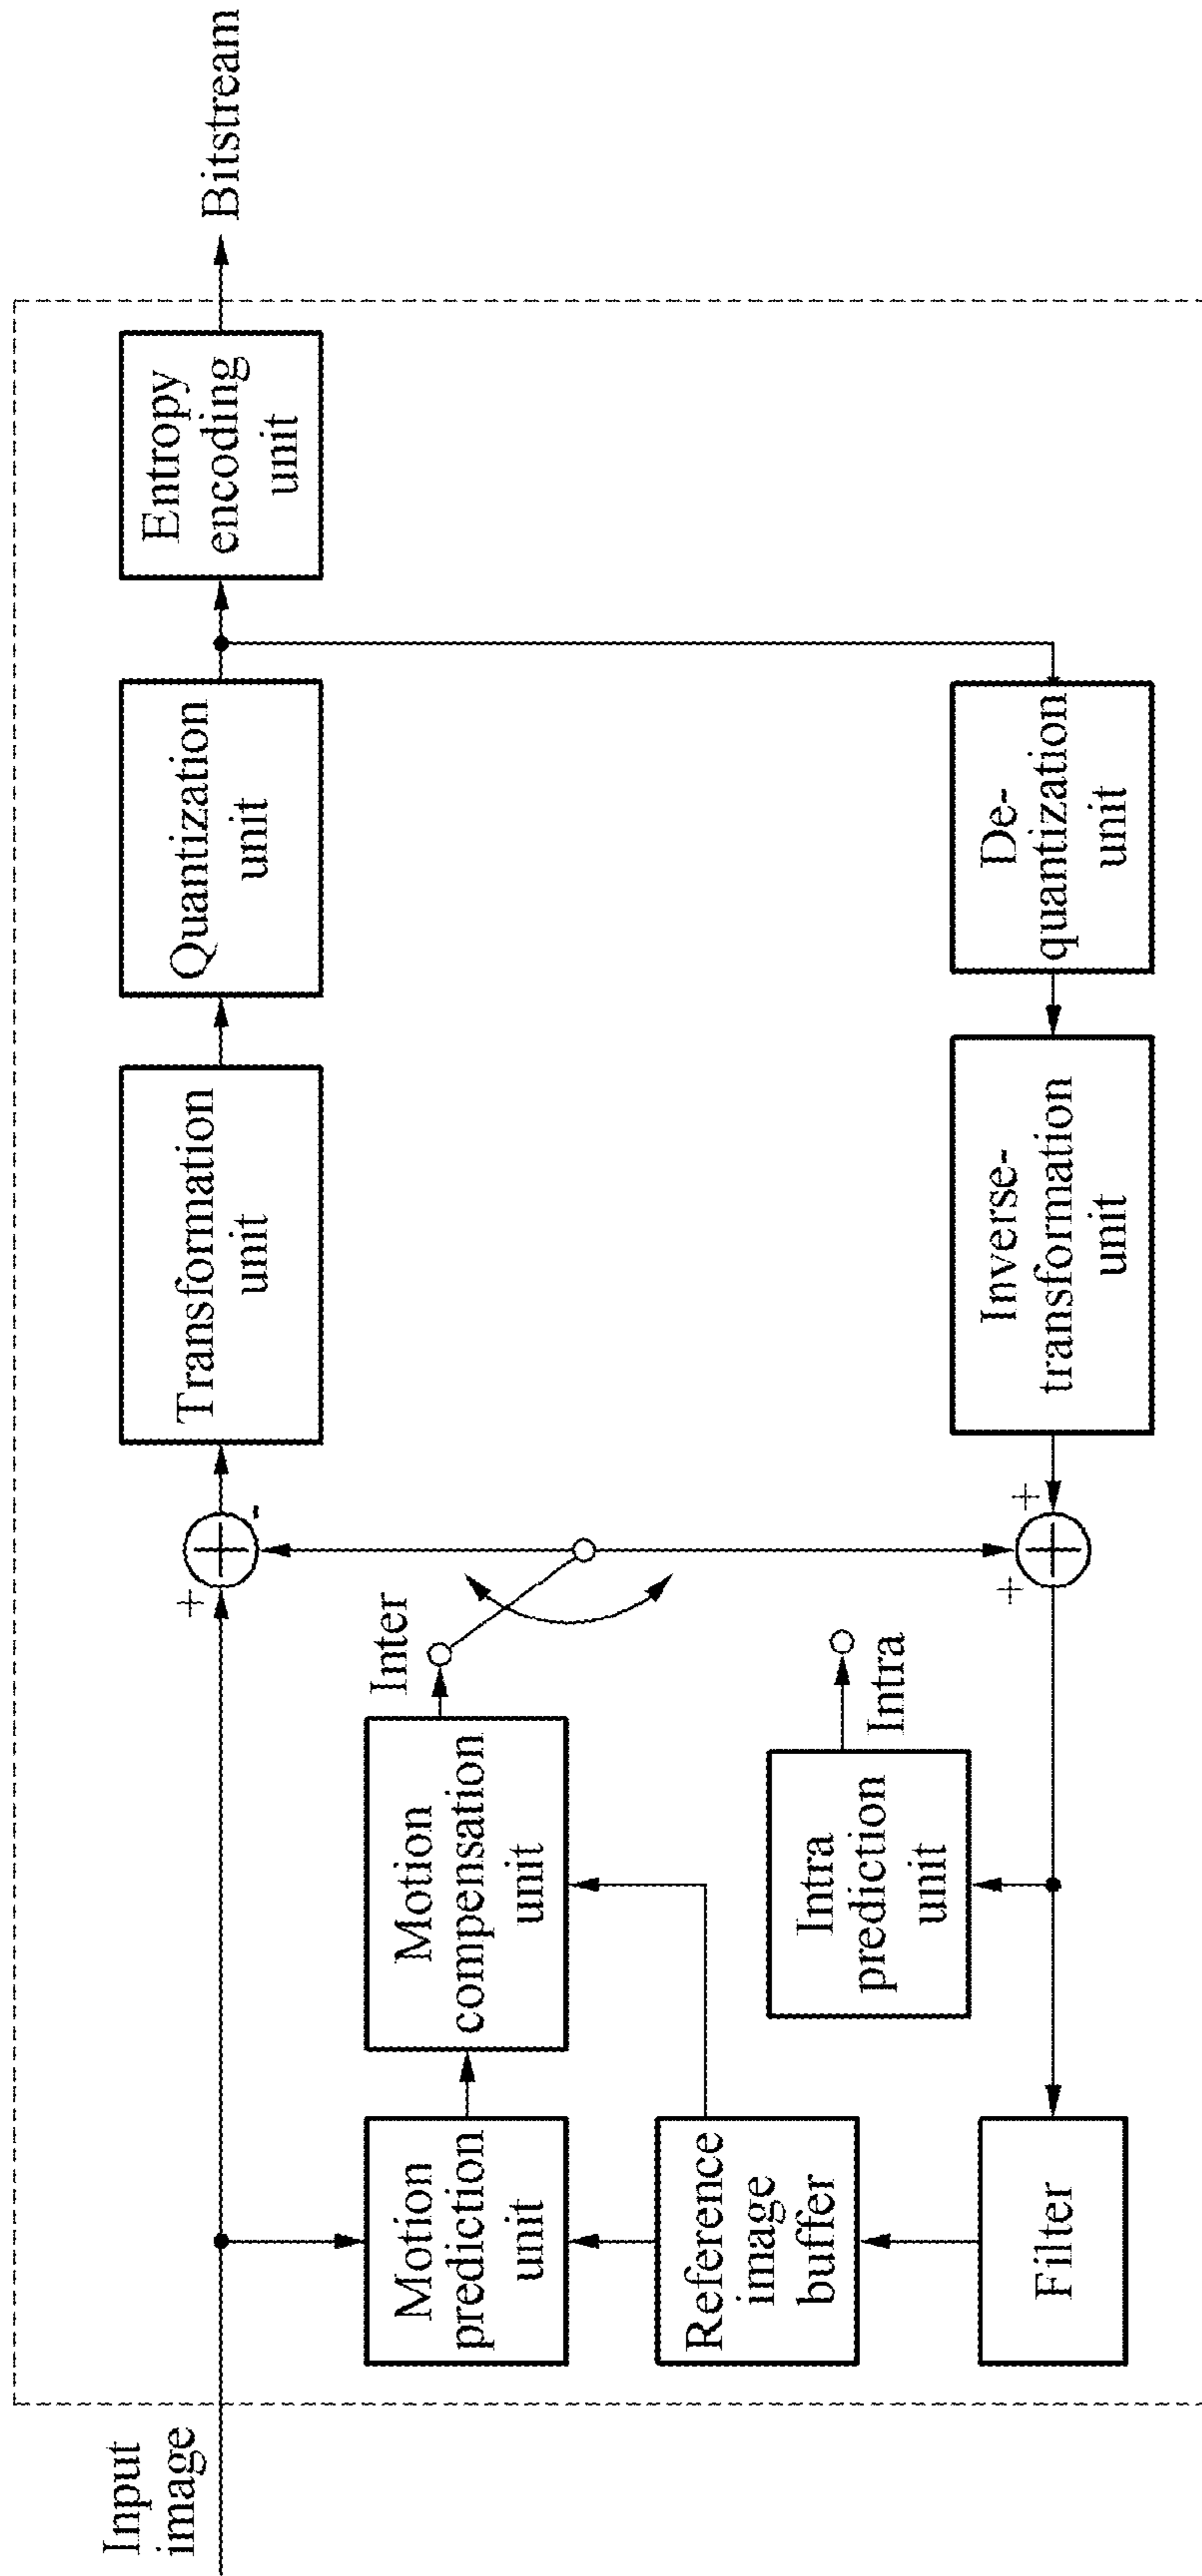 Input
image
+
-
Transformation
unit
Quantization
unit
Entropy
encoding
unit
Bitstream
Motion
prediction
unit
Motion
compensation
unit
Inter
Reference
image
buffer
Intra
prediction
unit
Intra
Filter
+
+
Inverse-
transformation
unit
De-
quantization
unit